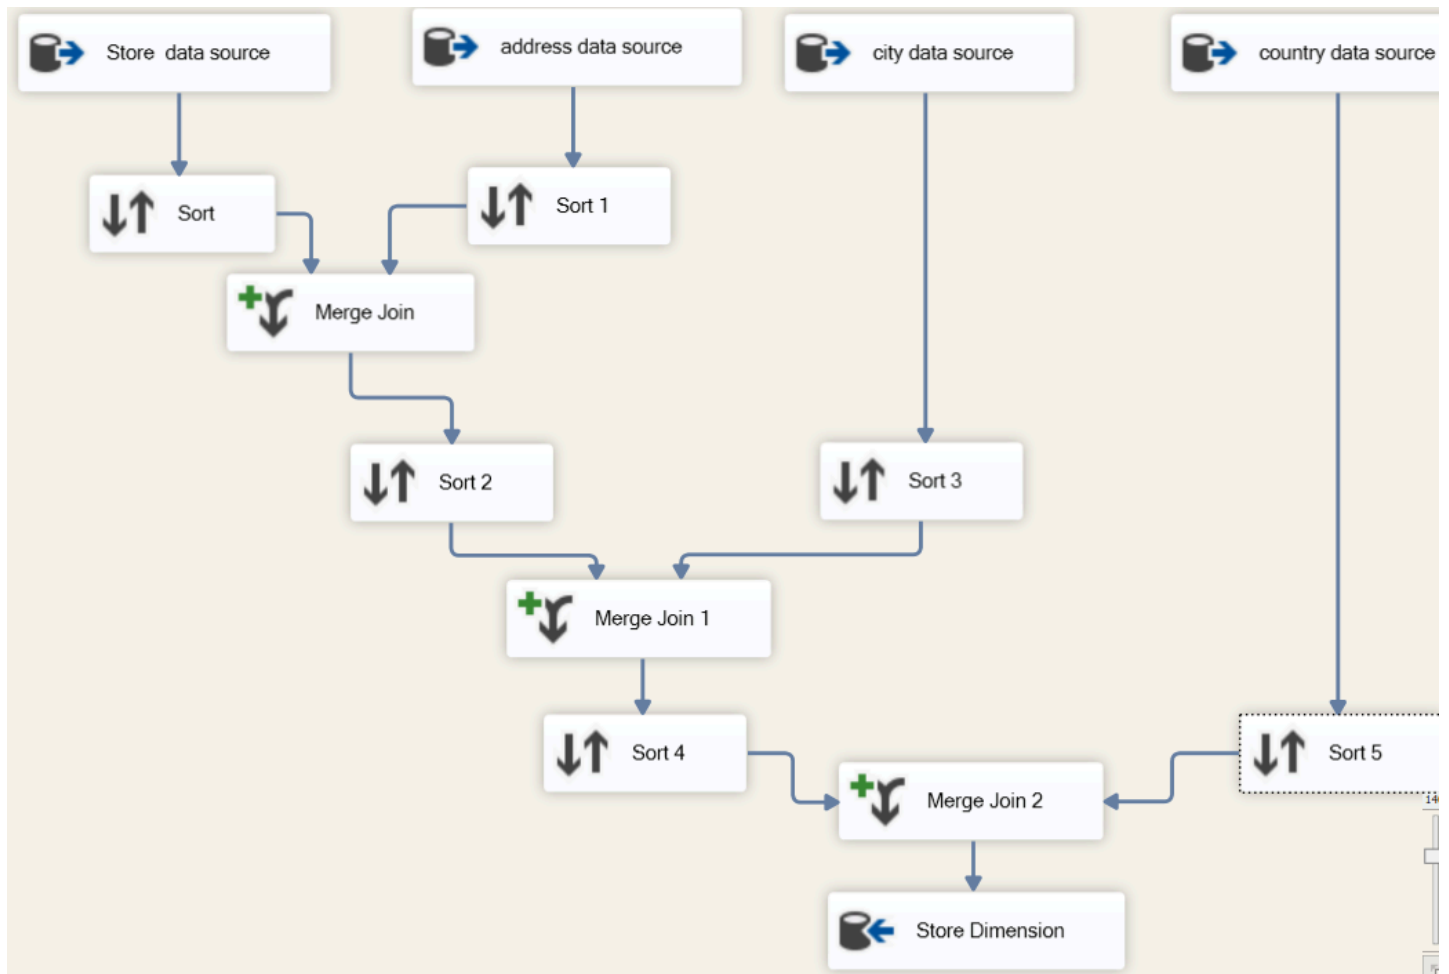 Store data source
address data source
city data source
country data source
Sort
Sort 1
Merge Join
Sort 2
Sort 3
Merge Join 1
Sort 4
Sort 5
Merge Join 2
Store Dimension